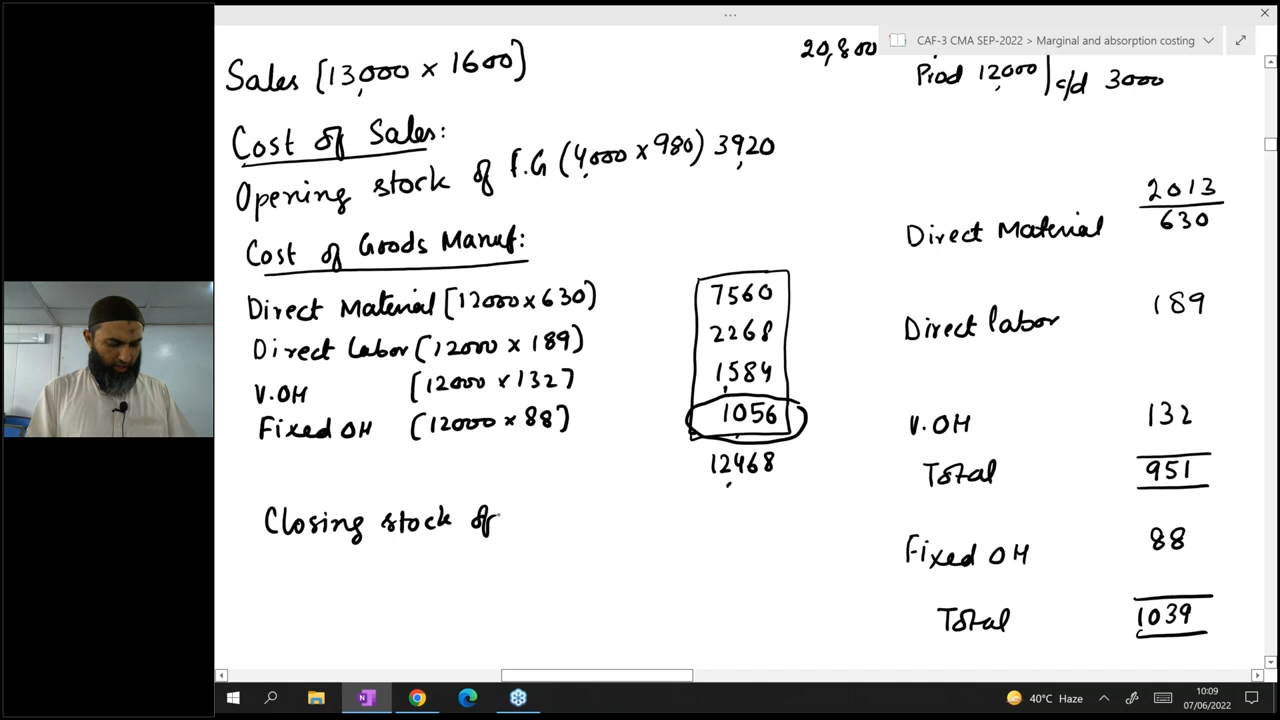 CAF-3 CMA SEP-2022 > Marginal and absorption costing
Sales [13,000 × 1600] 20,800
Prod 12,000 c/d 3000
Cost of Sales:
Opening stock of F.G (4,000 × 980) 3,920
Cost of Goods Manuf:
Direct Material [12000 × 630) 7560
Direct Labor (12000 × 189) 2268
V.OH [12000 × 132] 1,584
Fixed OH (12000 × 88) 1056
12,468
Closing stock of
2013
Direct Material 630
Direct labor 189
V.OH 132
Total 951
Fixed OH 88
Total 1039
40°C Haze
10:09
07/06/2022